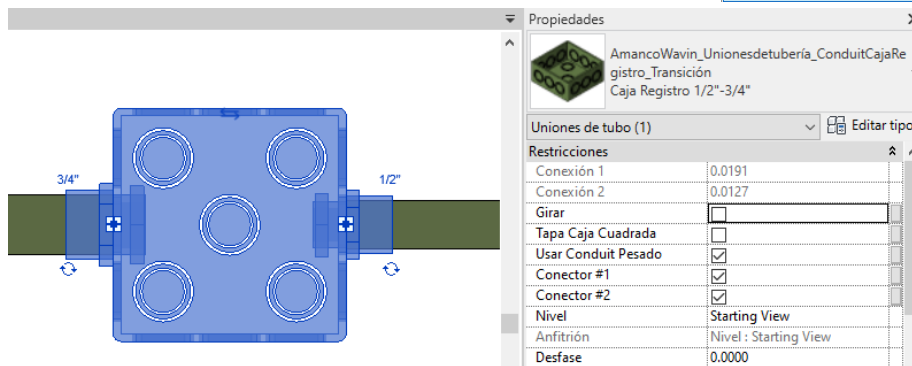 Propiedades
AmancoWavin_Unionesdetubería_ConduitCajaRe
gistro_Transición
Caja Registro 1/2"-3/4"
Uniones de tubo (1)
Editar tipo
Restricciones
Conexión 1 0.0191
Conexión 2 0.0127
Girar
Tapa Caja Cuadrada
Usar Conduit Pesado
Conector #1
Conector #2
Nivel Starting View
Anfitrión Nivel : Starting View
Desfase 0.0000
3/4"
1/2"